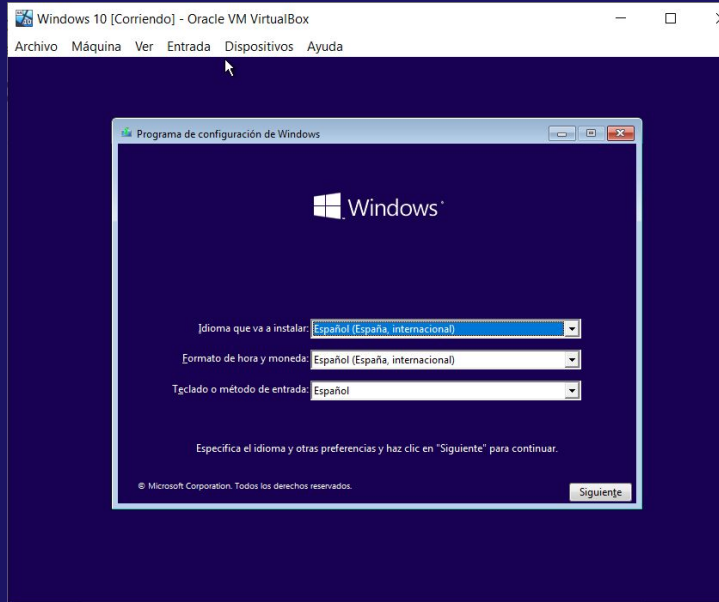 Windows 10 [Corriendo] - Oracle VM VirtualBox
Archivo Máquina Ver Entrada Dispositivos Ayuda
Programa de configuración de Windows
Windows
Idioma que va a instalar: Español (España, internacional)
Formato de hora y moneda: Español (España, internacional)
Teclado o método de entrada: Español
Especifica el idioma y otras preferencias y haz clic en "Siguiente" para continuar.
© Microsoft Corporation. Todos los derechos reservados.
Siguiente